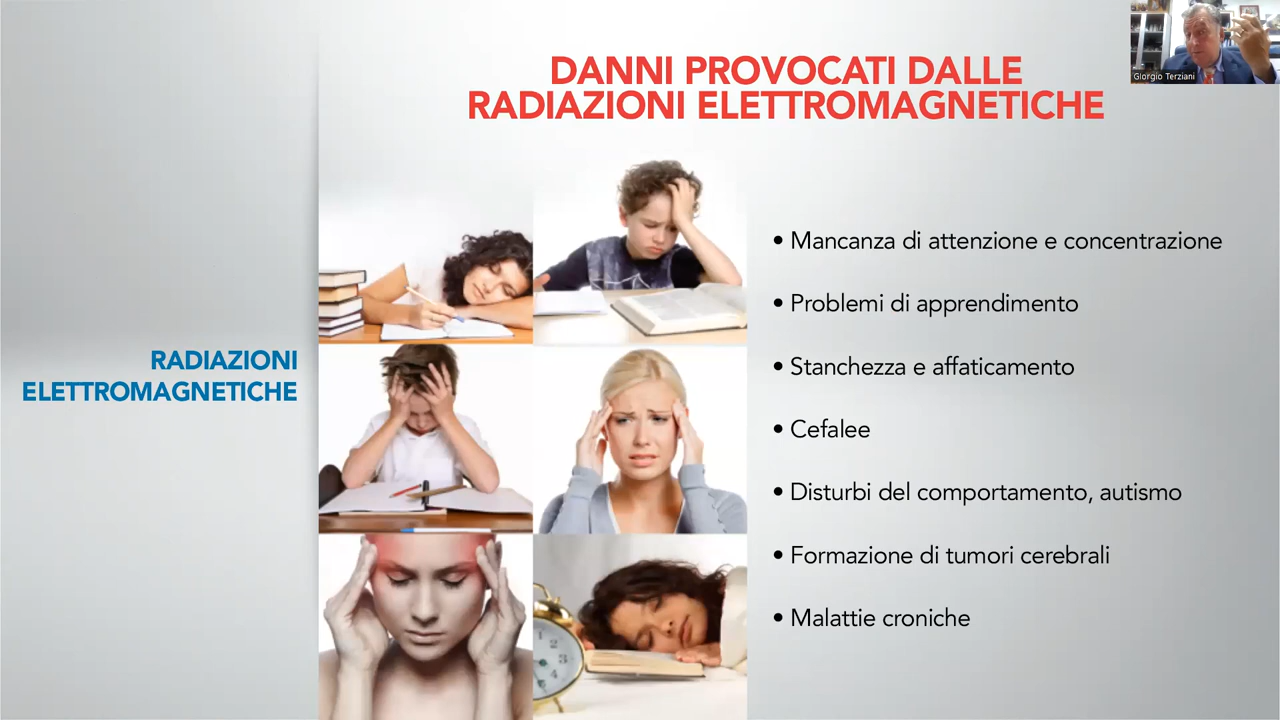 DANNI PROVOCATI DALLE
RADIAZIONI ELETTROMAGNETICHE
Giorgio Terziani
RADIAZIONI
ELETTROMAGNETICHE
• Mancanza di attenzione e concentrazione
• Problemi di apprendimento
• Stanchezza e affaticamento
• Cefalee
• Disturbi del comportamento, autismo
• Formazione di tumori cerebrali
• Malattie croniche